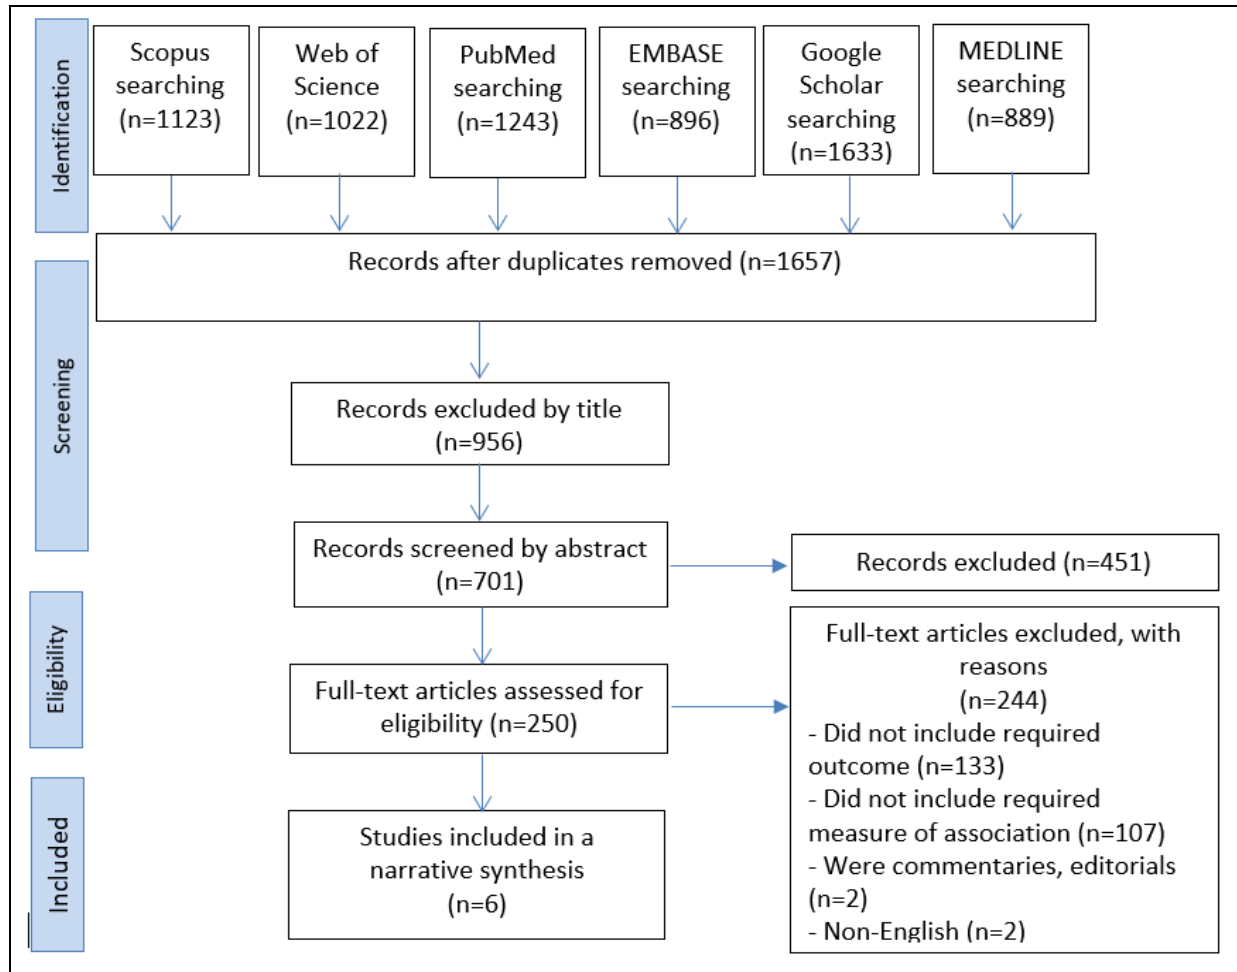 Identification
Scopus
searching
(n=1123)
Web of
Science
(n=1022)
PubMed
searching
(n=1243)
EMBASE
searching
(n=896)
Google
Scholar
searching
(n=1633)
MEDLINE
searching
(n=889)
Records after duplicates removed (n=1657)
Screening
Records excluded by title
(n=956)
Records screened by abstract
(n=701)
Records excluded (n=451)
Eligibility
Full-text articles assessed for
eligibility (n=250)
Full-text articles excluded, with
reasons
(n=244)
- Did not include required
outcome (n=133)
- Did not include required
measure of association (n=107)
- Were commentaries, editorials
(n=2)
- Non-English (n=2)
Included
Studies included in a
narrative synthesis
(n=6)